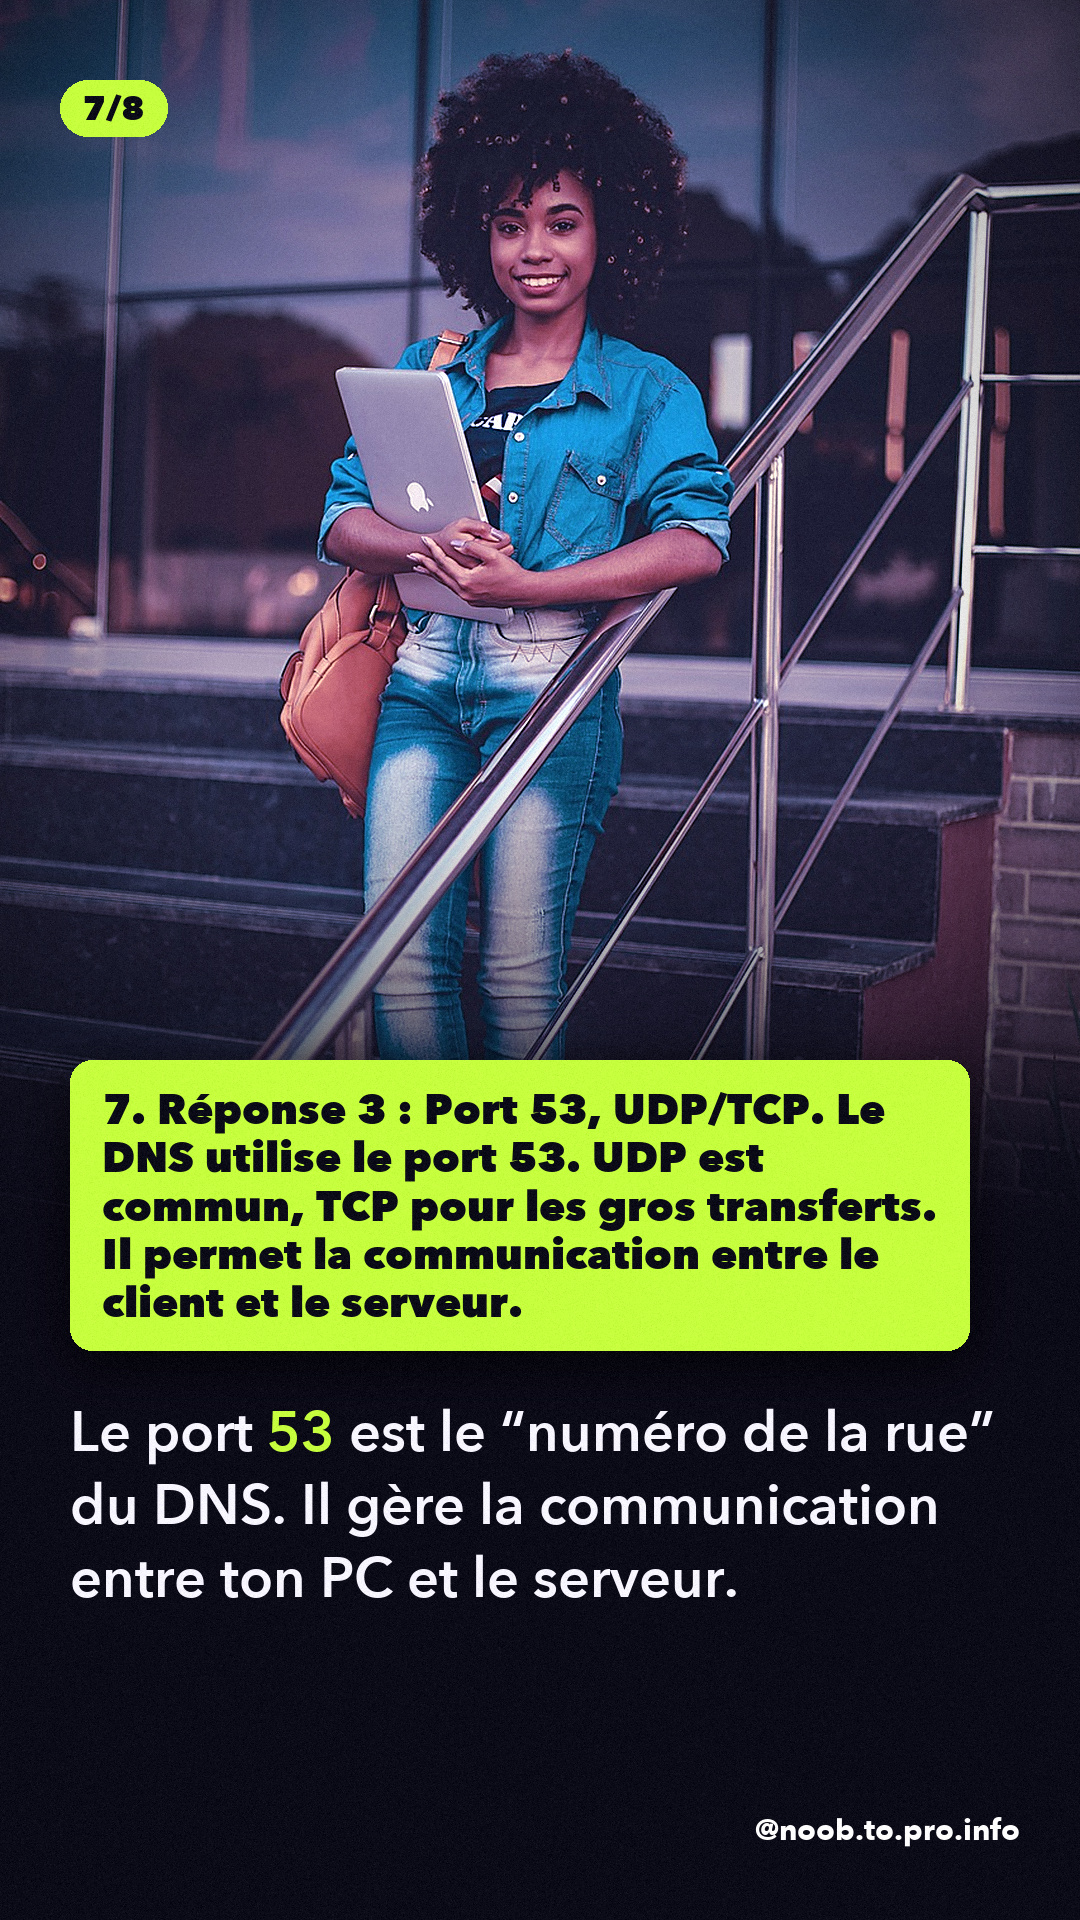 7/8
7. Réponse 3 : Port 53, UDP/TCP. Le
DNS utilise le port 53. UDP est
commun, TCP pour les gros transferts.
Il permet la communication entre le
client et le serveur.
Le port 53 est le “numéro de la rue”
du DNS. Il gère la communication
entre ton PC et le serveur.
@noob.to.pro.info